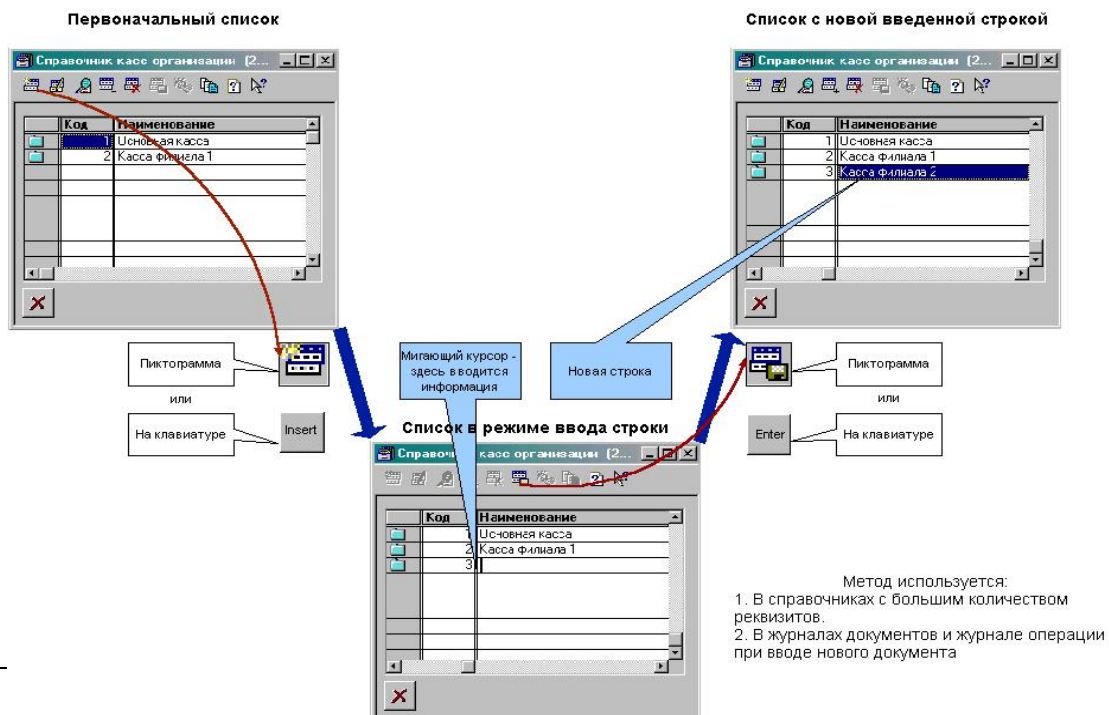 Первоначальный список
Список с новой введенной строкой
Справочник касс организации (2...
Код Наименование
1 Основная касса
2 Касса филиала 1
Справочник касс организации (2...
Код Наименование
1 Основная касса
2 Касса филиала 1
3 Касса филиала 2
Пиктограмма
или
На клавиатуре
Insert
Мигающий курсор -
здесь вводится
информация
Новая строка
Пиктограмма
или
Enter
На клавиатуре
Список в режиме ввода строки
Справочник касс организации (2...
Код Наименование
1 Основная касса
2 Касса филиала 1
3
Метод используется:
1. В справочниках с большим количеством
реквизитов.
2. В журналах документов и журнале операции
при вводе нового документа